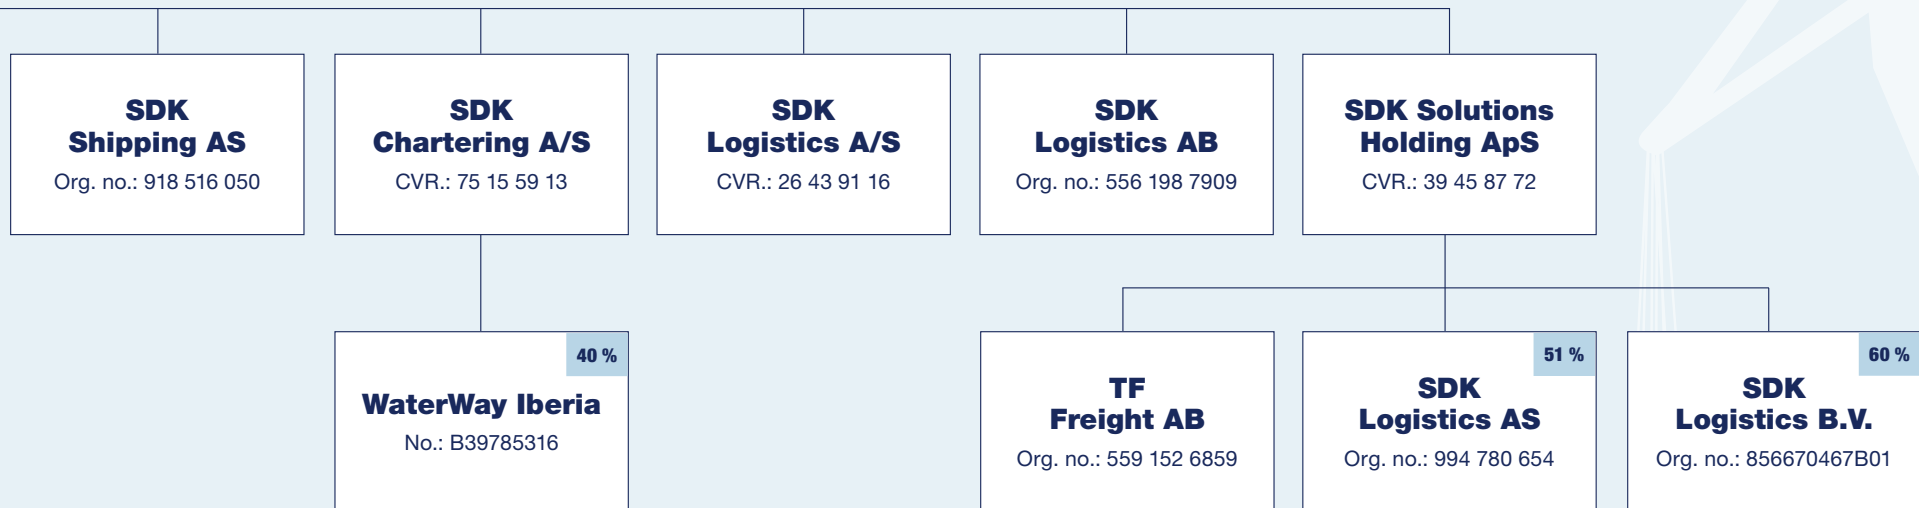 SDK
Shipping AS
Org. no.: 918 516 050
SDK
Chartering A/S
CVR.: 75 15 59 13
SDK
Logistics A/S
CVR.: 26 43 91 16
SDK
Logistics AB
Org. no.: 556 198 7909
SDK Solutions
Holding ApS
CVR.: 39 45 87 72
40 %
WaterWay Iberia
No.: B39785316
TF
Freight AB
Org. no.: 559 152 6859
51 %
SDK
Logistics AS
Org. no.: 994 780 654
60 %
SDK
Logistics B.V.
Org. no.: 856670467B01